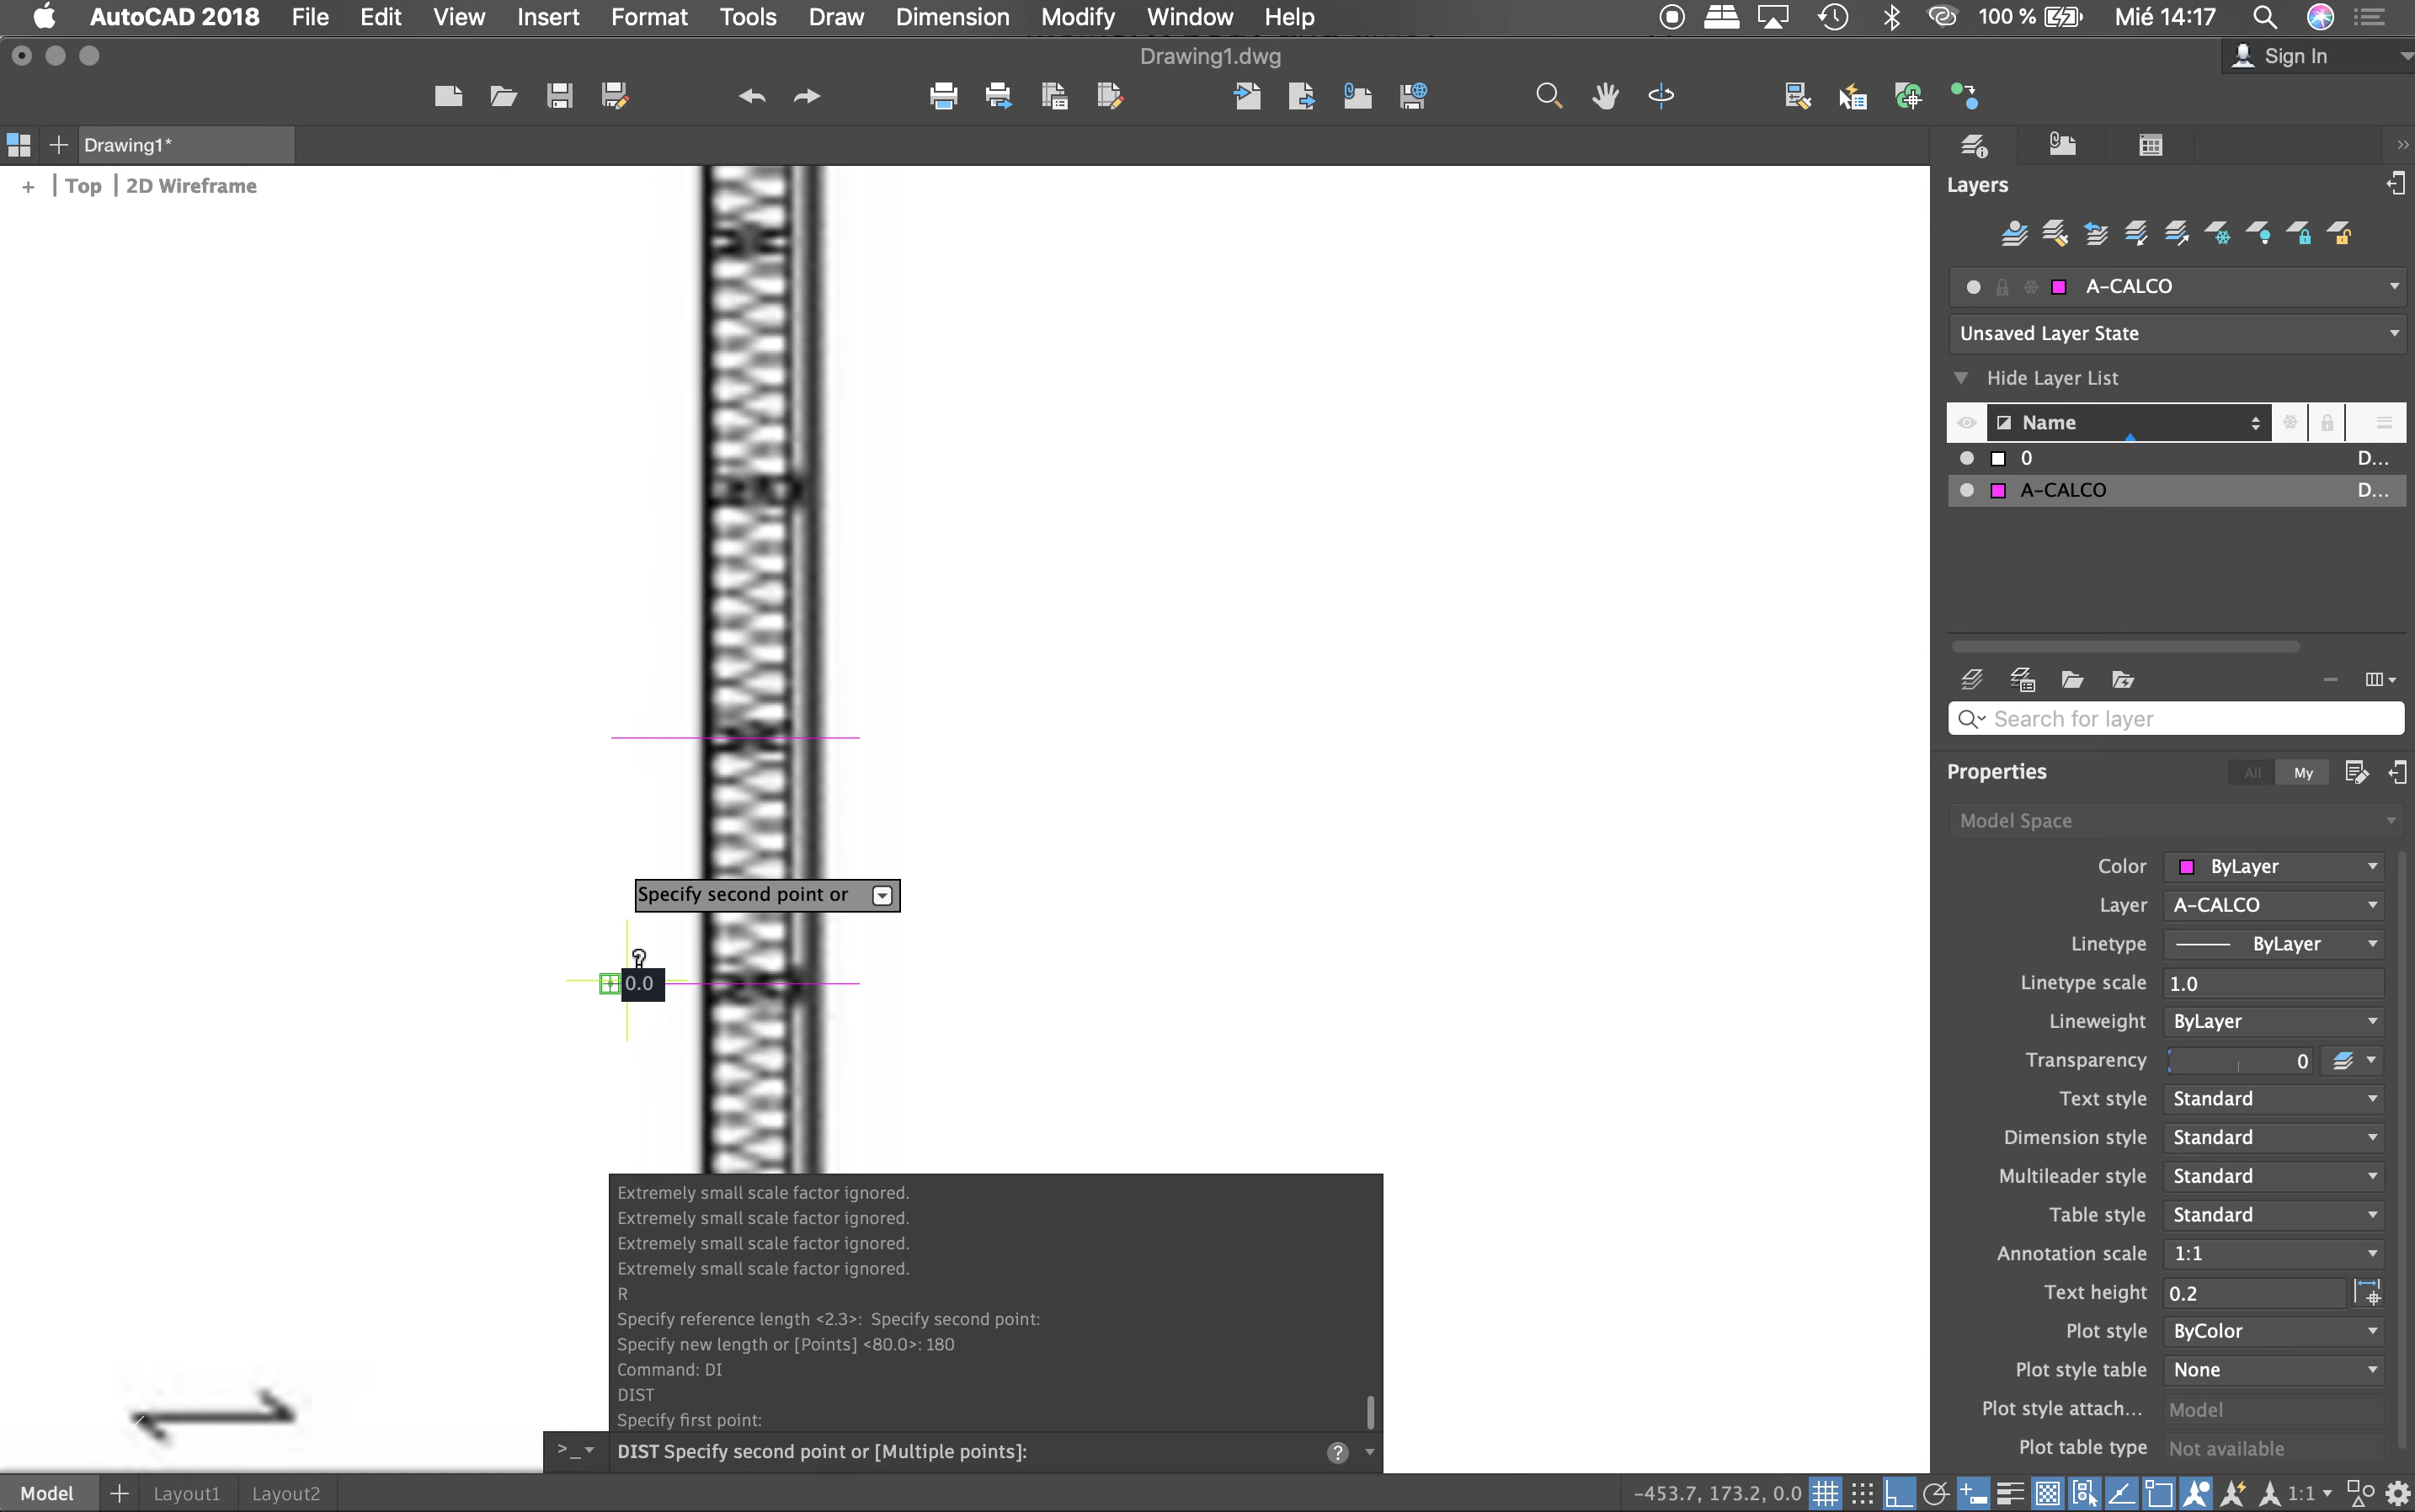 AutoCAD 2018 File Edit View Insert Format Tools Draw Dimension Modify Window Help 100 % Mié 14:17
Drawing1.dwg
Sign In
Drawing1*
+ | Top | 2D Wireframe
Layers
A-CALCO
Unsaved Layer State
Hide Layer List
Name
0 D...
A-CALCO D...
Search for layer
Properties All My
Model Space
Color ByLayer
Layer A-CALCO
Linetype ByLayer
Linetype scale 1.0
Lineweight ByLayer
Transparency 0
Text style Standard
Dimension style Standard
Multileader style Standard
Table style Standard
Annotation scale 1:1
Text height 0.2
Plot style ByColor
Plot style table None
Plot style attach... Model
Plot table type Not available
Specify second point or
0.0
Extremely small scale factor ignored.
Extremely small scale factor ignored.
Extremely small scale factor ignored.
Extremely small scale factor ignored.
R
Specify reference length <2.3>: Specify second point:
Specify new length or [Points] <80.0>: 180
Command: DI
DIST
Specify first point:
>_ DIST Specify second point or [Multiple points]: ?
Model + Layout1 Layout2 -453.7, 173.2, 0.0 1:1